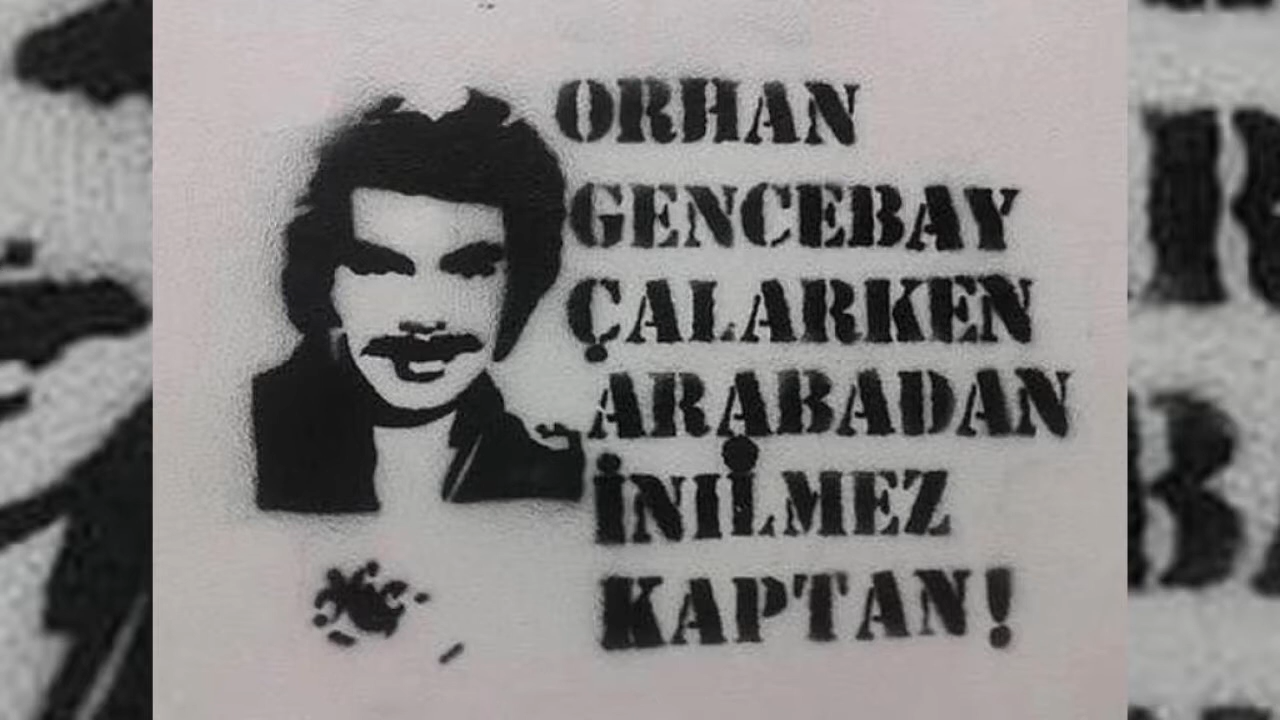 ORHAN
GENCEBAY
ÇALARKEN
ARABADAN
İNİLMEZ
KAPTAN!